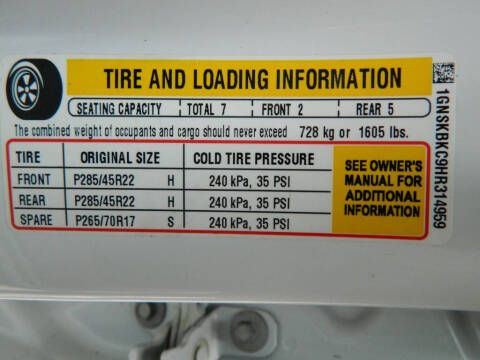 TIRE AND LOADING INFORMATION
SEATING CAPACITY TOTAL 7 FRONT 2 REAR 5
The combined weight of occupants and cargo should never exceed 728 kg or 1605 lbs.
TIRE ORIGINAL SIZE COLD TIRE PRESSURE
FRONT P285/45R22 H 240 kPa, 35 PSI
REAR P285/45R22 H 240 kPa, 35 PSI
SPARE P265/70R17 S 240 kPa, 35 PSI
SEE OWNER'S
MANUAL FOR
ADDITIONAL
INFORMATION
1GNSKBKC9HR314959